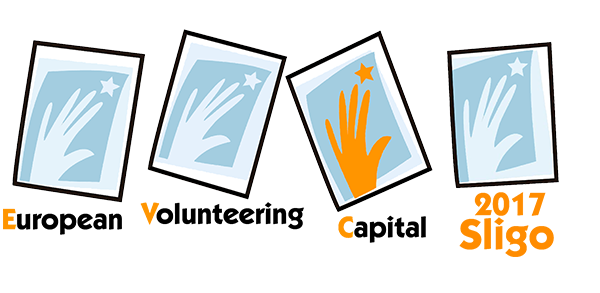 European
Volunteering
Capital
2017
Sligo